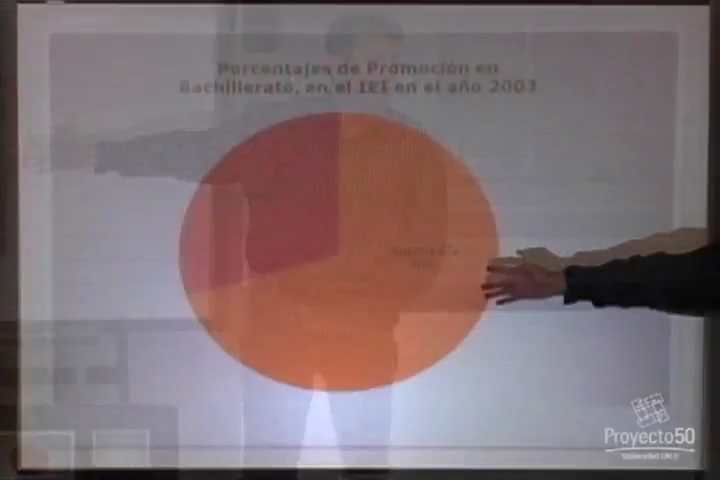 Porcentajes de Promoción en
Bachillerato, en el IEI en el año 2003
Proyecto50